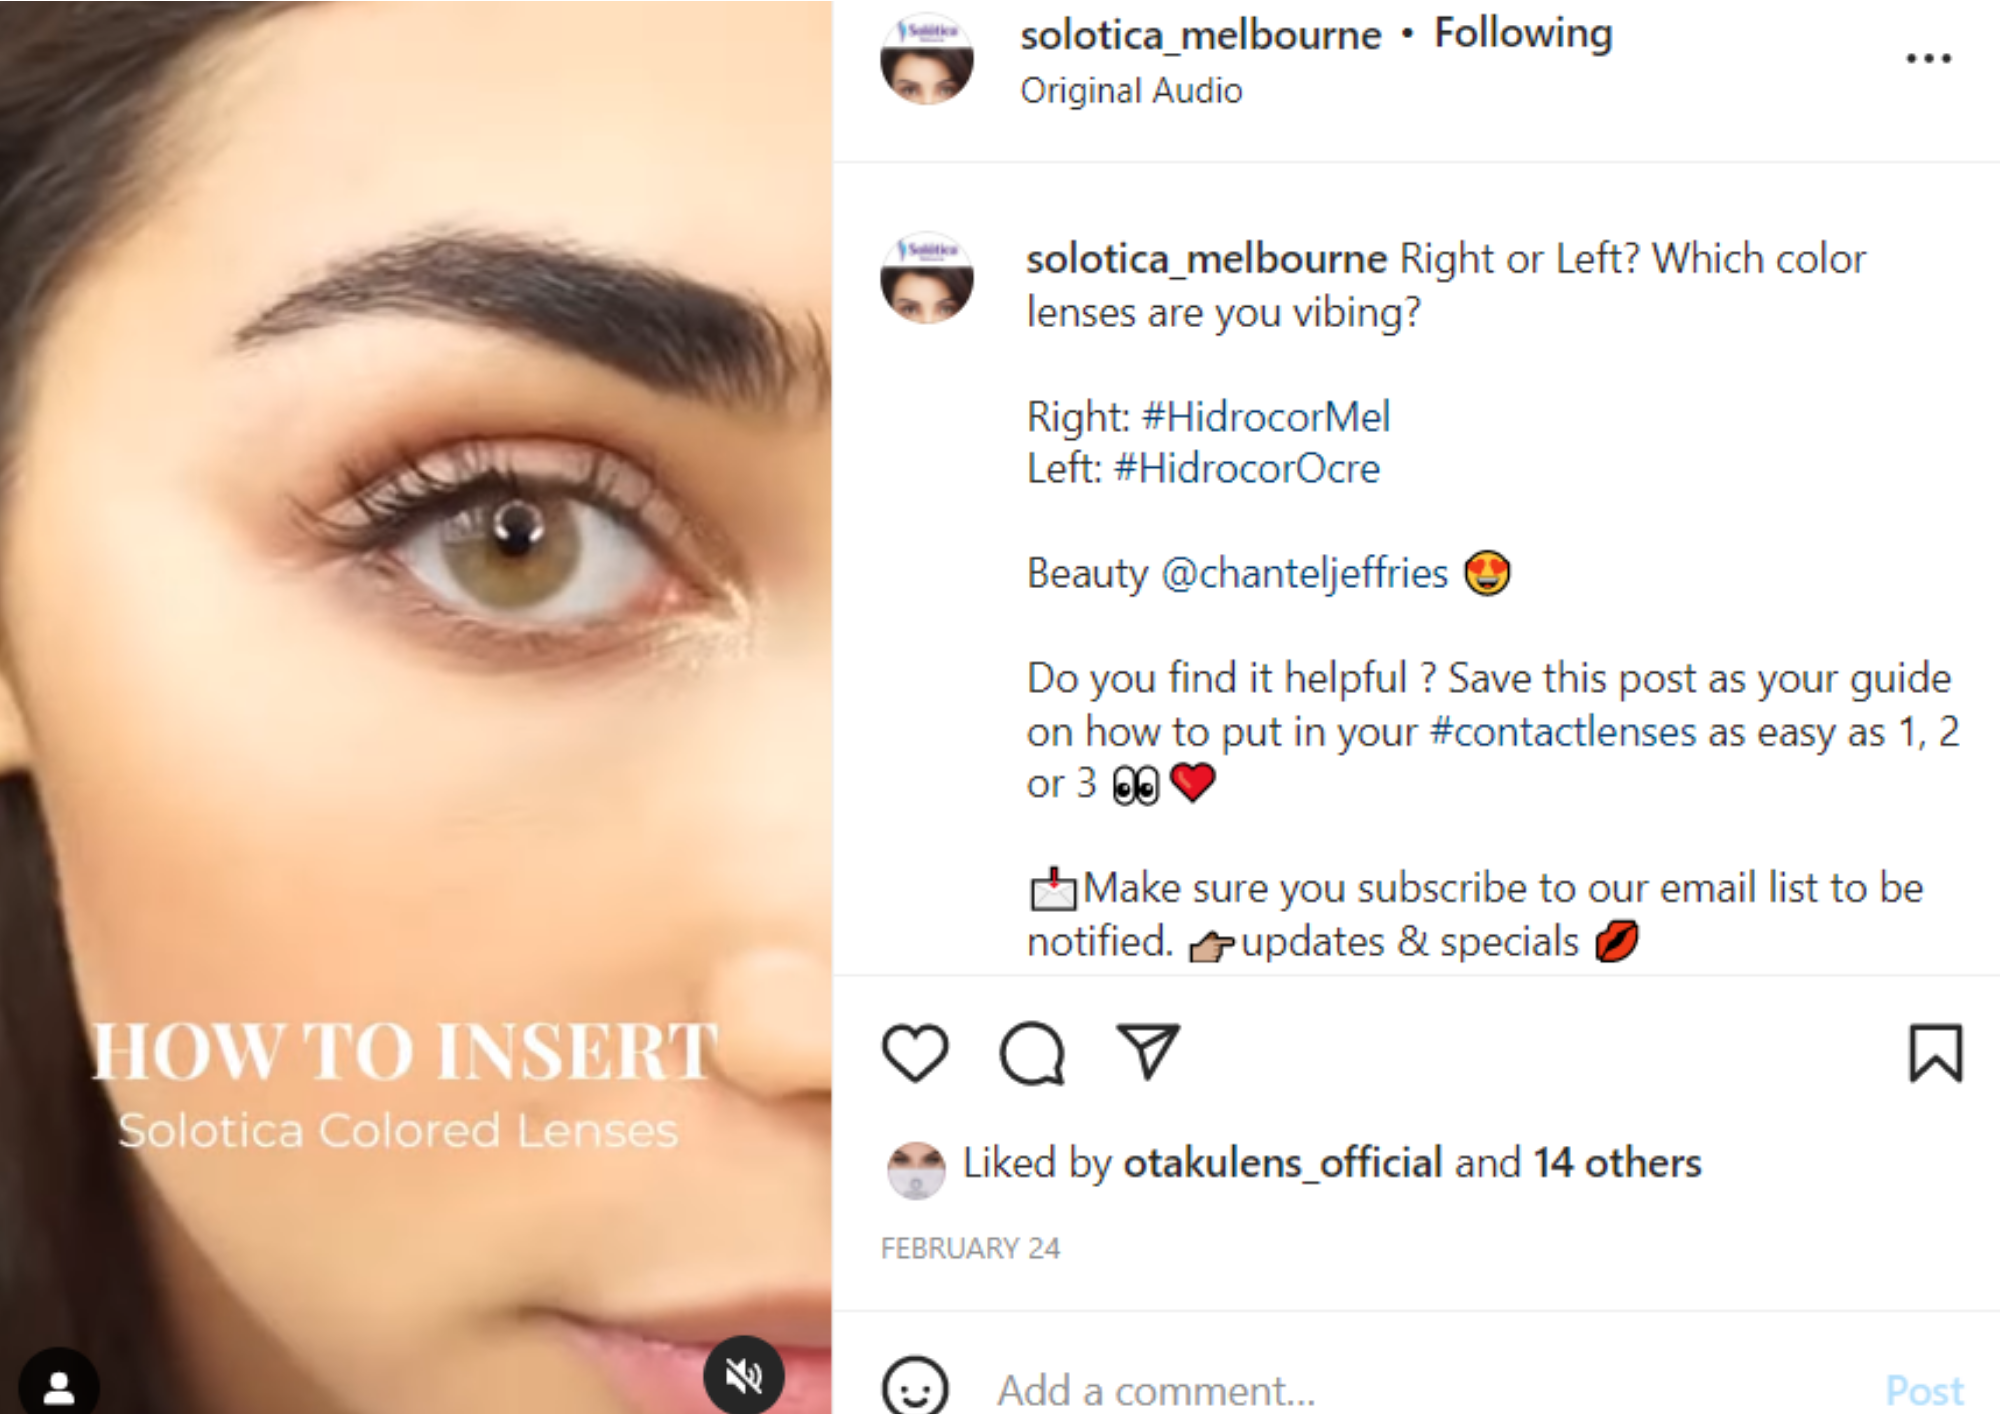 HOW TO INSERT
Solotica Colored Lenses
solotica_melbourne • Following
Original Audio
solotica_melbourne Right or Left? Which color
lenses are you vibing?
Right: #HidrocorMel
Left: #HidrocorOcre
Beauty @chanteljeffries 😍
Do you find it helpful ? Save this post as your guide
on how to put in your #contactlenses as easy as 1, 2
or 3 👀❤️
📩Make sure you subscribe to our email list to be
notified. 👉🏽updates & specials 💋
Liked by otakulens_official and 14 others
FEBRUARY 24
Add a comment...
Post